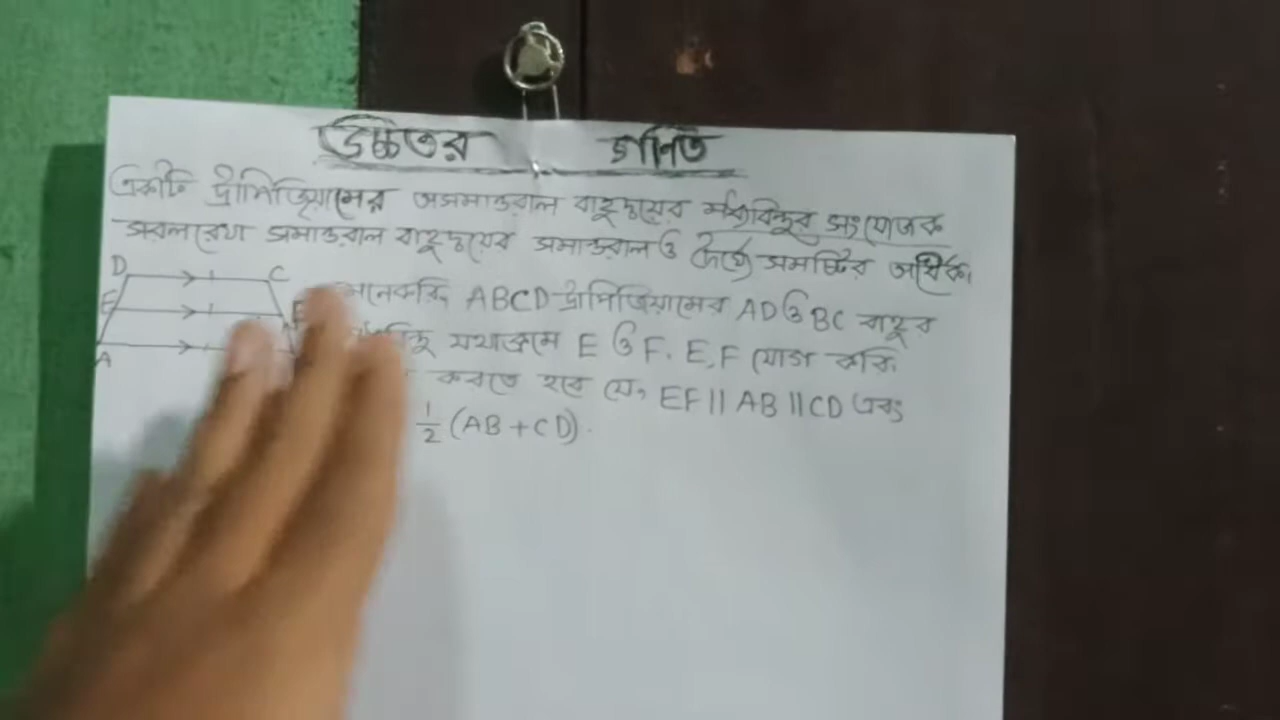 উচ্চতর গণিত
একটি ট্রাপিজিয়ামের অসমান্তরাল বাহুদ্বয়ের মধ্যবিন্দুর সংযোজক
সরলরেখা সমান্তরাল বাহুদ্বয়ের সমান্তরাল ও দৈর্ঘ্যে সমষ্টির অর্ধেক।
D C
E
A
মনেকরি ABCD ট্রাপিজিয়ামের AD ও BC বাহুর
যথাক্রমে E ও F. E,F যোগ করি
করতে হবে যে, EF || AB || CD এবং
1/2 (AB + CD).